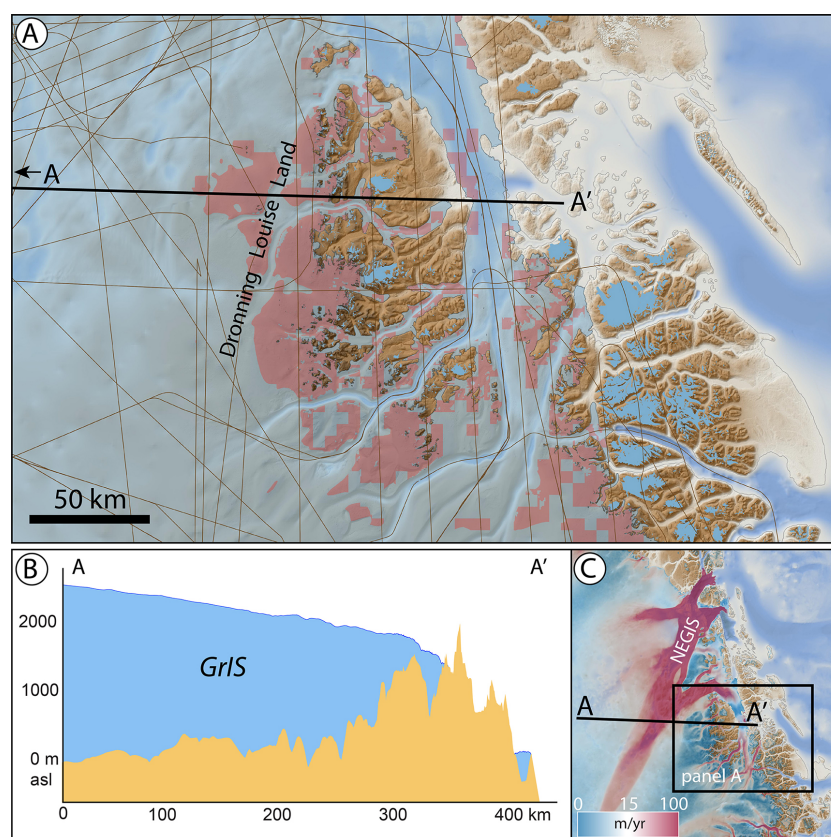 A
A
A'
Dronning Louise Land
50 km
B
A
A'
2000
1000
0 m
asl
GrIS
0
100
200
300
400 km
C
NEGIS
A
A'
panel A
0
15
100
m/yr